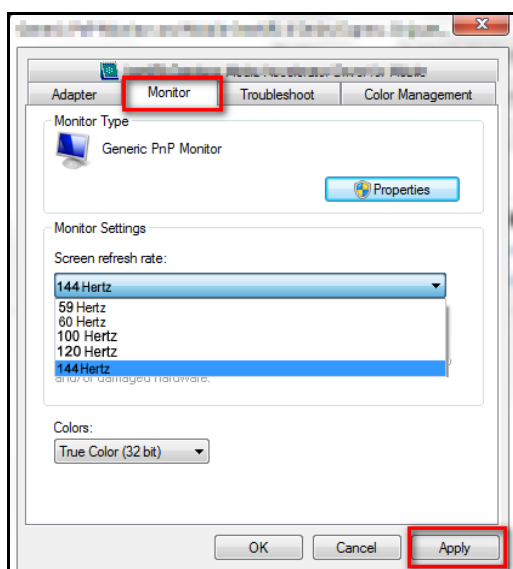 Adapter
Monitor
Troubleshoot
Color Management
Monitor Type
Generic PnP Monitor
Properties
Monitor Settings
Screen refresh rate:
144 Hertz
59 Hertz
60 Hertz
100 Hertz
120 Hertz
144 Hertz
and/or damaged hardware.
Colors:
True Color (32 bit)
OK
Cancel
Apply